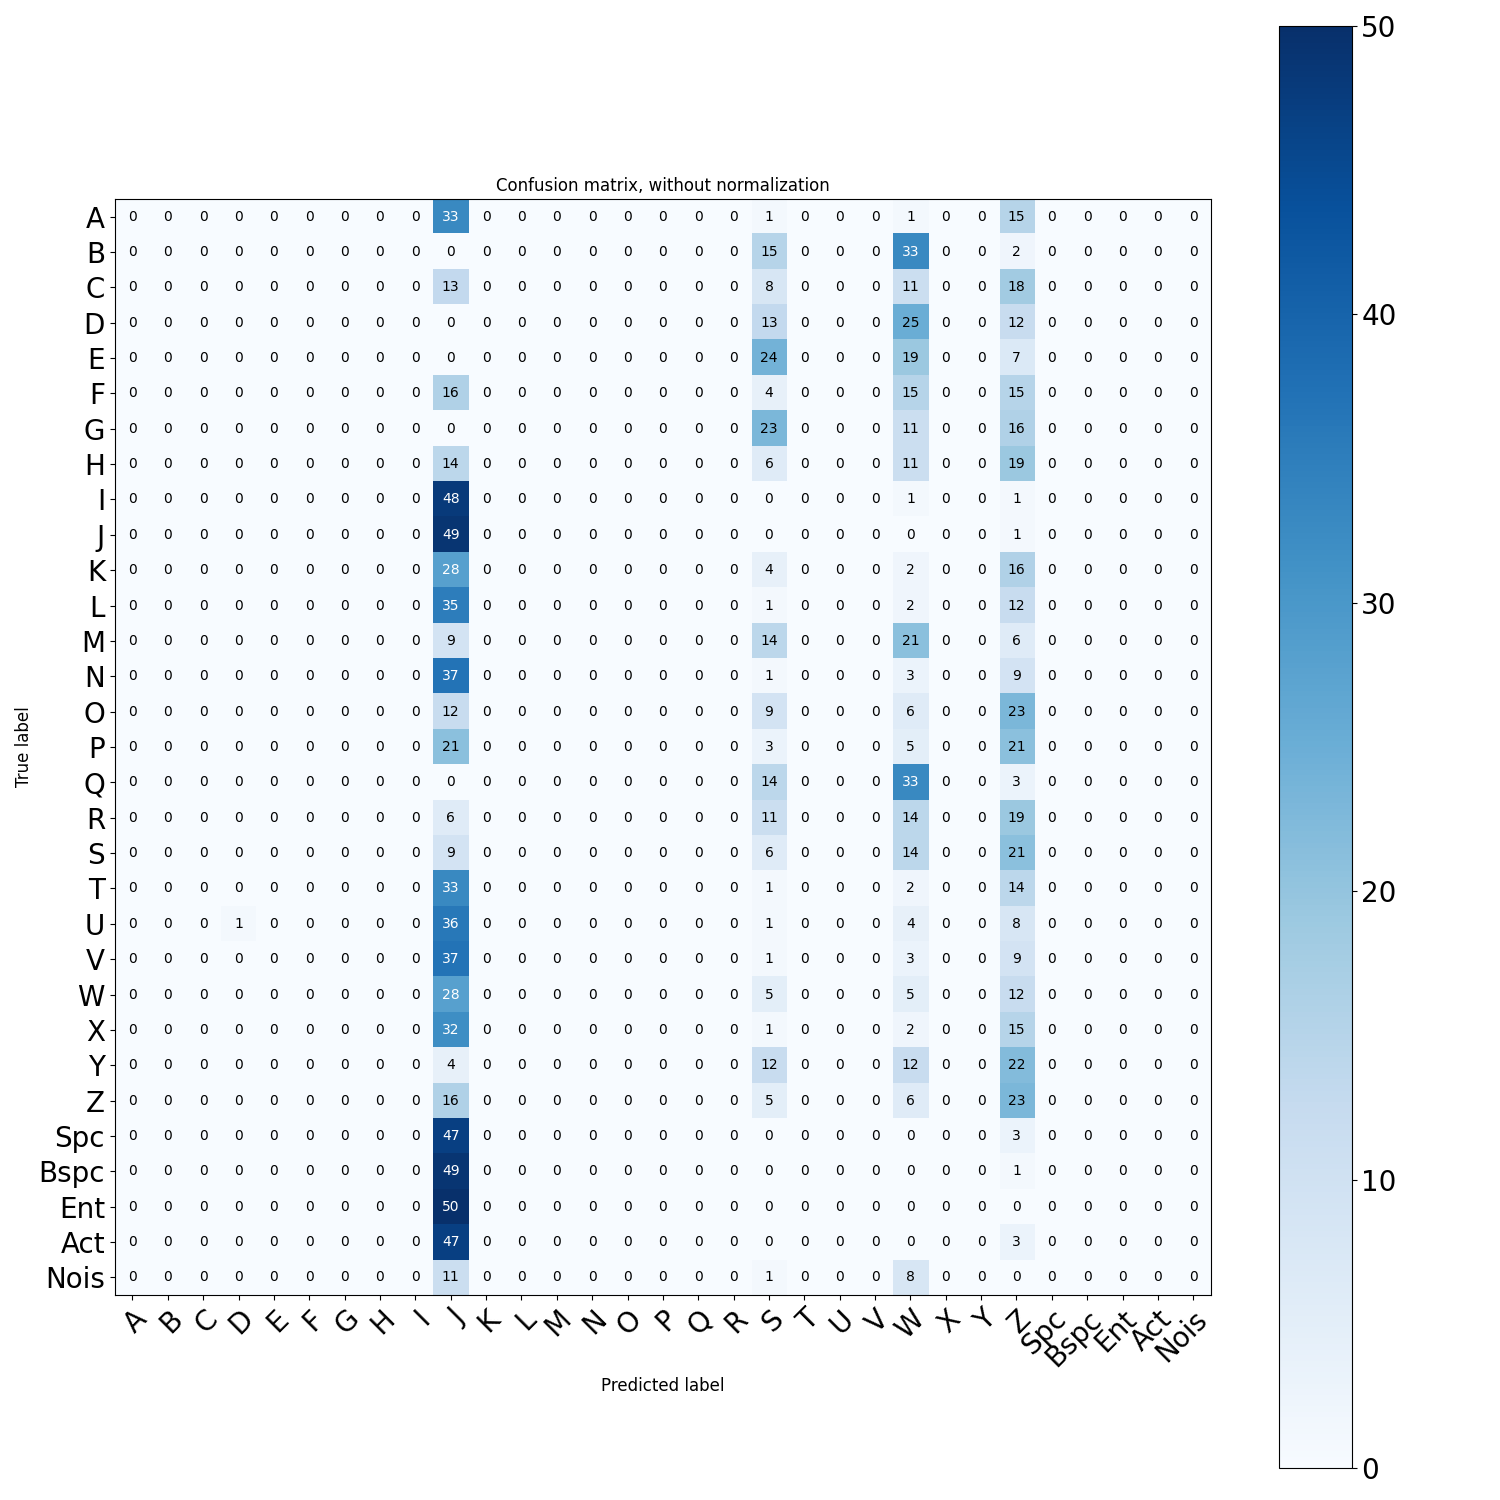 Confusion matrix, without normalization
A 0 0 0 0 0 0 0 0 0 33 0 0 0 0 0 0 0 0 1 0 0 0 1 0 0 15 0 0 0 0 0
B 0 0 0 0 0 0 0 0 0 0 0 0 0 0 0 0 0 0 15 0 0 0 33 0 0 2 0 0 0 0 0
C 0 0 0 0 0 0 0 0 0 13 0 0 0 0 0 0 0 0 8 0 0 0 11 0 0 18 0 0 0 0 0
D 0 0 0 0 0 0 0 0 0 0 0 0 0 0 0 0 0 0 13 0 0 0 25 0 0 12 0 0 0 0 0
E 0 0 0 0 0 0 0 0 0 0 0 0 0 0 0 0 0 0 24 0 0 0 19 0 0 7 0 0 0 0 0
F 0 0 0 0 0 0 0 0 0 16 0 0 0 0 0 0 0 0 4 0 0 0 15 0 0 15 0 0 0 0 0
G 0 0 0 0 0 0 0 0 0 0 0 0 0 0 0 0 0 0 23 0 0 0 11 0 0 16 0 0 0 0 0
H 0 0 0 0 0 0 0 0 0 14 0 0 0 0 0 0 0 0 6 0 0 0 11 0 0 19 0 0 0 0 0
I 0 0 0 0 0 0 0 0 0 48 0 0 0 0 0 0 0 0 0 0 0 0 1 0 0 1 0 0 0 0 0
J 0 0 0 0 0 0 0 0 0 49 0 0 0 0 0 0 0 0 0 0 0 0 0 0 0 1 0 0 0 0 0
K 0 0 0 0 0 0 0 0 0 28 0 0 0 0 0 0 0 0 4 0 0 0 2 0 0 16 0 0 0 0 0
L 0 0 0 0 0 0 0 0 0 35 0 0 0 0 0 0 0 0 1 0 0 0 2 0 0 12 0 0 0 0 0
M 0 0 0 0 0 0 0 0 0 9 0 0 0 0 0 0 0 0 14 0 0 0 21 0 0 6 0 0 0 0 0
N 0 0 0 0 0 0 0 0 0 37 0 0 0 0 0 0 0 0 1 0 0 0 3 0 0 9 0 0 0 0 0
O 0 0 0 0 0 0 0 0 0 12 0 0 0 0 0 0 0 0 9 0 0 0 6 0 0 23 0 0 0 0 0
P 0 0 0 0 0 0 0 0 0 21 0 0 0 0 0 0 0 0 3 0 0 0 5 0 0 21 0 0 0 0 0
Q 0 0 0 0 0 0 0 0 0 0 0 0 0 0 0 0 0 0 14 0 0 0 33 0 0 3 0 0 0 0 0
R 0 0 0 0 0 0 0 0 0 6 0 0 0 0 0 0 0 0 11 0 0 0 14 0 0 19 0 0 0 0 0
S 0 0 0 0 0 0 0 0 0 9 0 0 0 0 0 0 0 0 6 0 0 0 14 0 0 21 0 0 0 0 0
T 0 0 0 0 0 0 0 0 0 33 0 0 0 0 0 0 0 0 1 0 0 0 2 0 0 14 0 0 0 0 0
U 0 0 0 1 0 0 0 0 0 36 0 0 0 0 0 0 0 0 1 0 0 0 4 0 0 8 0 0 0 0 0
V 0 0 0 0 0 0 0 0 0 37 0 0 0 0 0 0 0 0 1 0 0 0 3 0 0 9 0 0 0 0 0
W 0 0 0 0 0 0 0 0 0 28 0 0 0 0 0 0 0 0 5 0 0 0 5 0 0 12 0 0 0 0 0
X 0 0 0 0 0 0 0 0 0 32 0 0 0 0 0 0 0 0 1 0 0 0 2 0 0 15 0 0 0 0 0
Y 0 0 0 0 0 0 0 0 0 4 0 0 0 0 0 0 0 0 12 0 0 0 12 0 0 22 0 0 0 0 0
Z 0 0 0 0 0 0 0 0 0 16 0 0 0 0 0 0 0 0 5 0 0 0 6 0 0 23 0 0 0 0 0
Spc 0 0 0 0 0 0 0 0 0 47 0 0 0 0 0 0 0 0 0 0 0 0 0 0 0 3 0 0 0 0 0
Bspc 0 0 0 0 0 0 0 0 0 49 0 0 0 0 0 0 0 0 0 0 0 0 0 0 0 1 0 0 0 0 0
Ent 0 0 0 0 0 0 0 0 0 50 0 0 0 0 0 0 0 0 0 0 0 0 0 0 0 0 0 0 0 0 0
Act 0 0 0 0 0 0 0 0 0 47 0 0 0 0 0 0 0 0 0 0 0 0 0 0 0 3 0 0 0 0 0
Nois 0 0 0 0 0 0 0 0 0 11 0 0 0 0 0 0 0 0 1 0 0 0 8 0 0 0 0 0 0 0 0
A B C D E F G H I J K L M N O P Q R S T U V W X Y Z Spc Bspc Ent Act Nois
Predicted label
True label
50
40
30
20
10
0